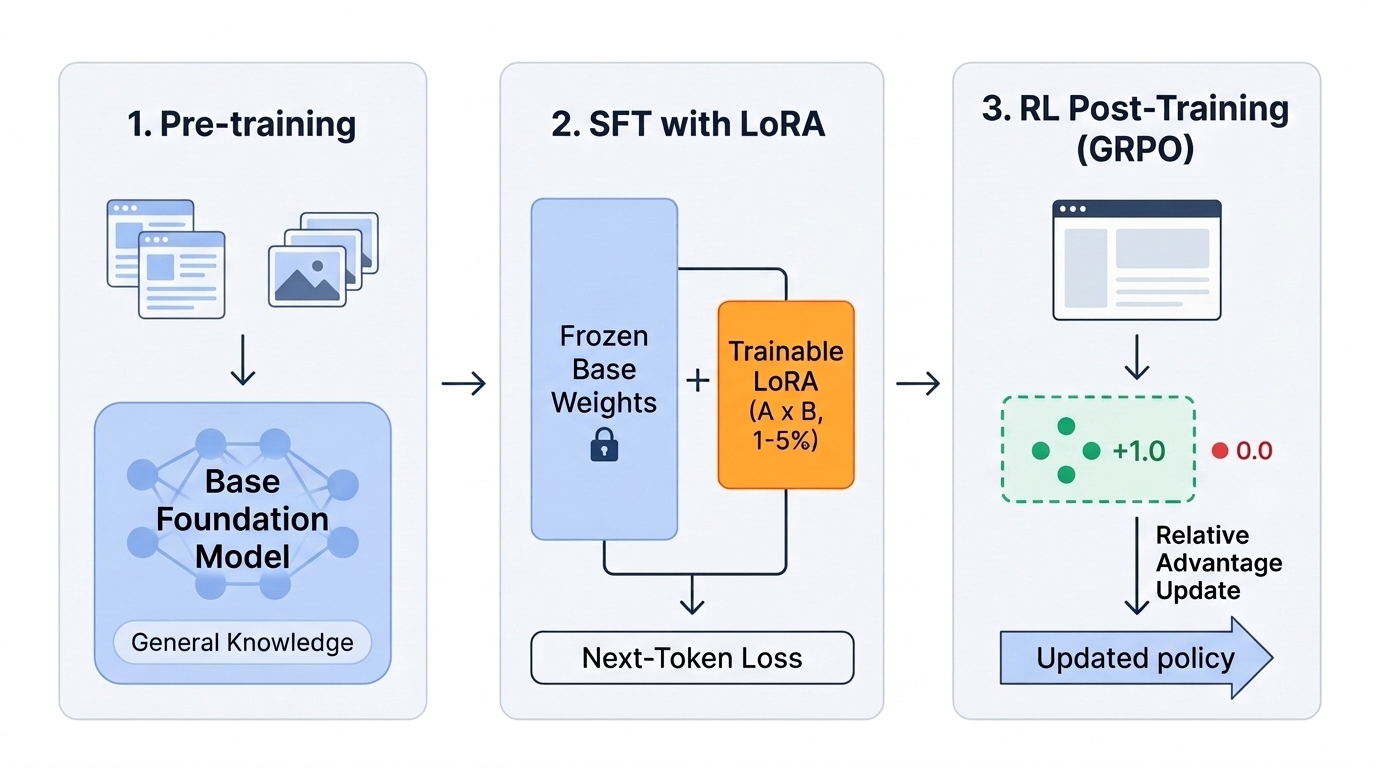 1. Pre-training
Base
Foundation
Model
General Knowledge
2. SFT with LoRA
Frozen
Base
Weights
+
Trainable
LoRA
(A x B,
1-5%)
Next-Token Loss
3. RL Post-Training
(GRPO)
+1.0
0.0
Relative
Advantage
Update
Updated policy